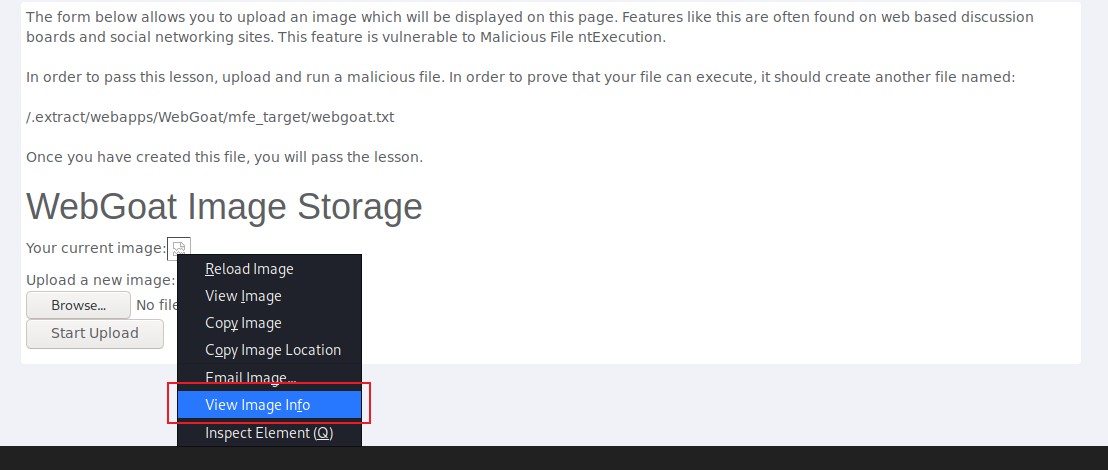 The form below allows you to upload an image which will be displayed on this page. Features like this are often found on web based discussion
boards and social networking sites. This feature is vulnerable to Malicious File ntExecution.
In order to pass this lesson, upload and run a malicious file. In order to prove that your file can execute, it should create another file named:
/.extract/webapps/WebGoat/mfe_target/webgoat.txt
Once you have created this file, you will pass the lesson.
WebGoat Image Storage
Your current image:
Reload Image
Upload a new image:
View Image
Browse... No file
Copy Image
Start Upload
Copy Image Location
Email Image...
View Image Info
Inspect Element (Q)